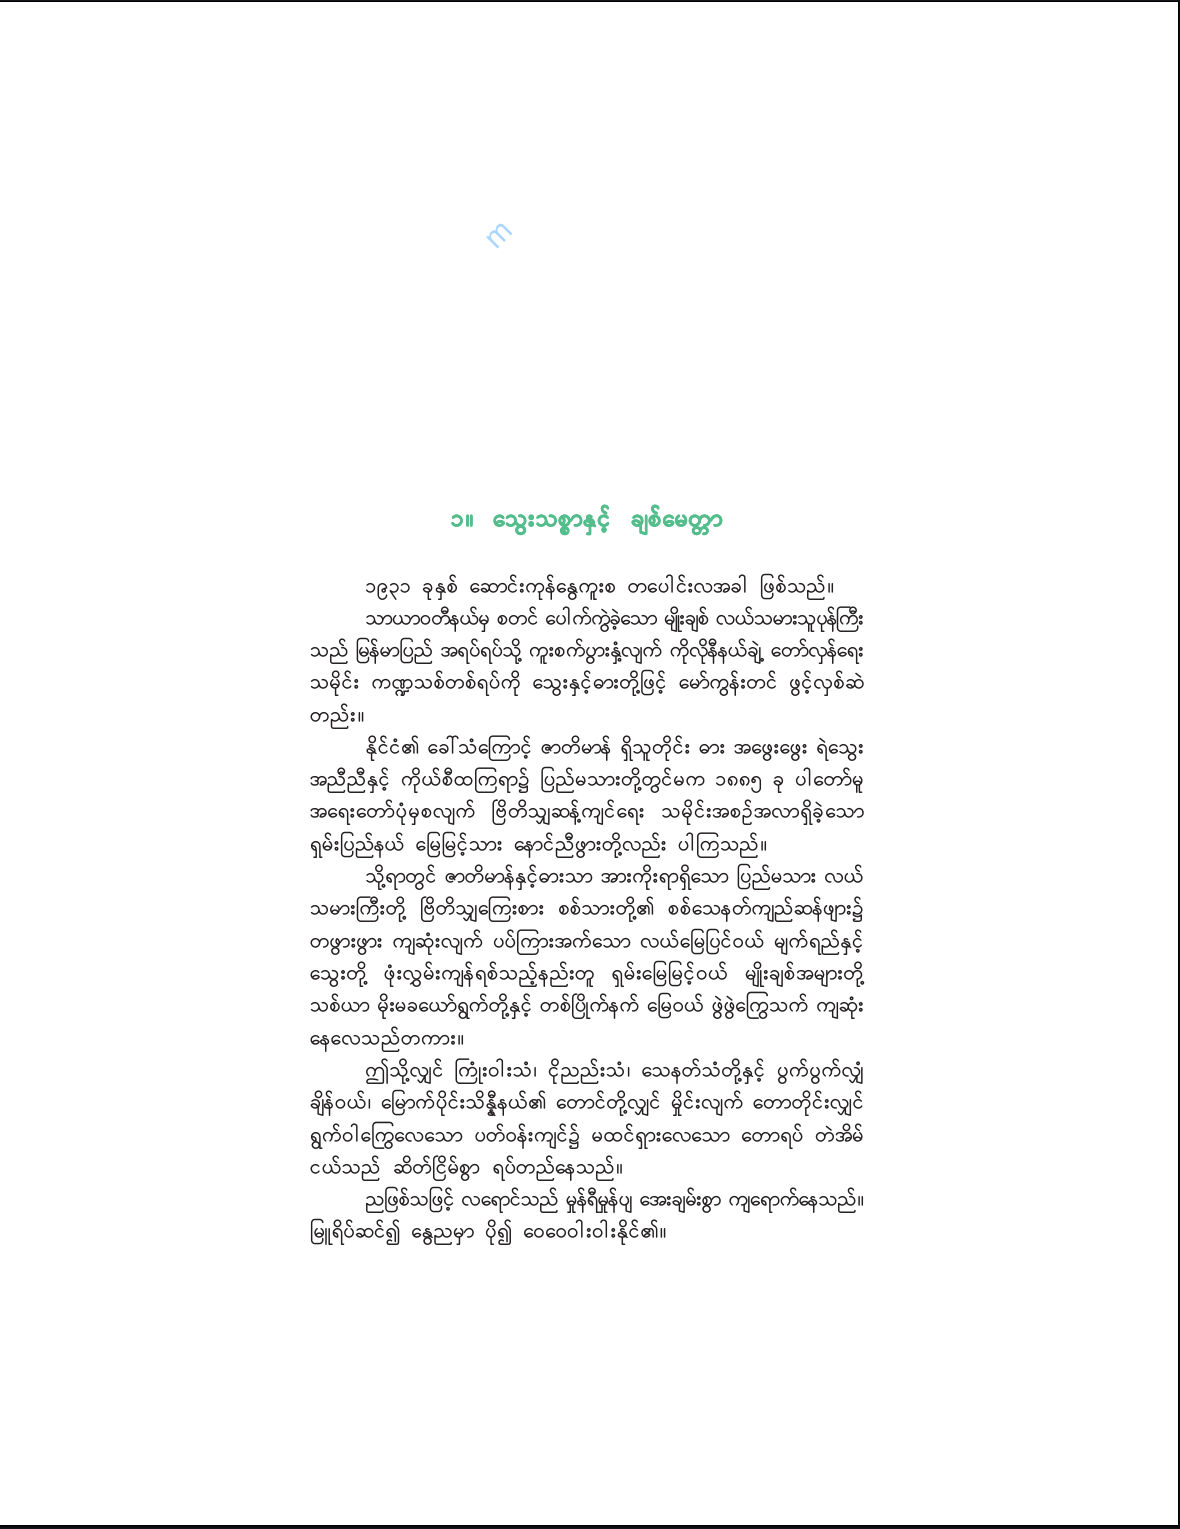 m
၁။ သွေးသစ္စာနှင့် ချစ်မေတ္တာ
၁၉၃၁ ခုနှစ် ဆောင်းကုန်နွေကူးစ တပေါင်းလအခါ ဖြစ်သည်။
သာယာဝတီနယ်မှ စတင် ပေါက်ကွဲခဲ့သော မျိုးချစ် လယ်သမားသူပုန်ကြီး
သည် မြန်မာပြည် အရပ်ရပ်သို့ ကူးစက်ပွားနှံ့လျက် ကိုလိုနီနယ်ချဲ့ တော်လှန်ရေး
သမိုင်း ကဏ္ဍသစ်တစ်ရပ်ကို သွေးနှင့်ဓားတို့ဖြင့် မော်ကွန်းတင် ဖွင့်လှစ်ဆဲ
တည်း။
နိုင်ငံ၏ ခေါ်သံကြောင့် ဇာတိမာန် ရှိသူတိုင်း ဓား အဖွေးဖွေး ရဲသွေး
အညီညီနှင့် ကိုယ်စီထကြရာ၌ ပြည်မသားတို့တွင်မက ၁၈၈၅ ခု ပါတော်မူ
အရေးတော်ပုံမှစလျက် ဗြိတိသျှဆန့်ကျင်ရေး သမိုင်းအစဉ်အလာရှိခဲ့သော
ရှမ်းပြည်နယ် မြေမြင့်သား နောင်ညီဖွားတို့လည်း ပါကြသည်။
သို့ရာတွင် ဇာတိမာန်နှင့်ဓားသာ အားကိုးရာရှိသော ပြည်မသား လယ်
သမားကြီးတို့ ဗြိတိသျှကြေးစား စစ်သားတို့၏ စစ်သေနတ်ကျည်ဆန်ဖျား၌
တဖွားဖွား ကျဆုံးလျက် ပပ်ကြားအက်သော လယ်မြေပြင်ဝယ် မျက်ရည်နှင့်
သွေးတို့ ဖုံးလွှမ်းကျန်ရစ်သည့်နည်းတူ ရှမ်းမြေမြင့်ဝယ် မျိုးချစ်အများတို့
သစ်ယာ မိုးမခယော်ရွက်တို့နှင့် တစ်ပြိုက်နက် မြေဝယ် ဖွဲဖွဲကြွေသက် ကျဆုံး
နေလေသည်တကား။
ဤသို့လျှင် ကြုံးဝါးသံ၊ ငိုညည်းသံ၊ သေနတ်သံတို့နှင့် ပွက်ပွက်လျှံ
ချိန်ဝယ်၊ မြောက်ပိုင်းသိန္နီနယ်၏ တောင်တို့လျှင် မှိုင်းလျက် တောတိုင်းလျှင်
ရွက်ဝါကြွေလေသော ပတ်ဝန်းကျင်၌ မထင်ရှားလေသော တောရပ် တဲအိမ်
ငယ်သည် ဆိတ်ငြိမ်စွာ ရပ်တည်နေသည်။
ညဖြစ်သဖြင့် လရောင်သည် မှုန်ရီမှုန်ပျ အေးချမ်းစွာ ကျရောက်နေသည်။
မြူရိပ်ဆင်၍ နွေညမှာ ပို၍ ဝေဝေဝါးဝါးနိုင်၏။